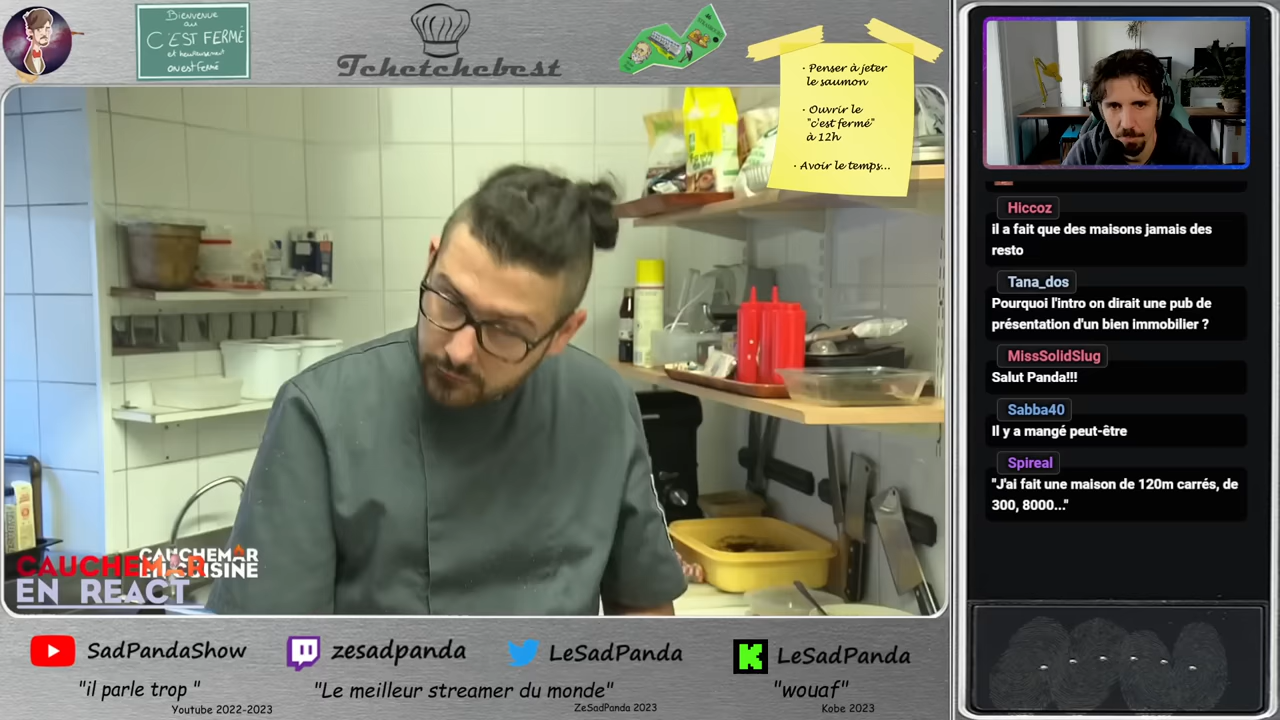 Bienvenue
au
C'EST FERMÉ
et heureusement
on est fermé
Tchetchebest
· Penser à jeter
le saumon
· Ouvrir le
"c'est fermé"
à 12h
· Avoir le temps...
Hiccoz
il a fait que des maisons jamais des
resto
Tana_dos
Pourquoi l'intro on dirait une pub de
présentation d'un bien immobilier ?
MissSolidSlug
Salut Panda!!!
Sabba40
Il y a mangé peut-être
Spireal
"J'ai fait une maison de 120m carrés, de
300, 8000..."
CAUCHEMAR
EN CUISINE
CAUCHEMAR
EN REACT
SadPandaShow
zesadpanda
LeSadPanda
LeSadPanda
"il parle trop "
Youtube 2022-2023
"Le meilleur streamer du monde"
ZeSadPanda 2023
"wouaf"
Kobe 2023